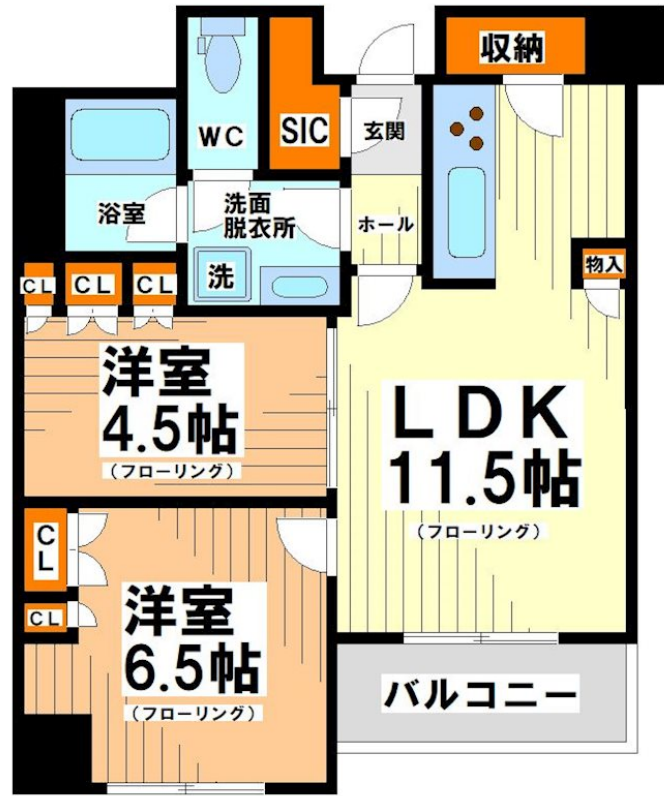 収納
WC
SIC
玄関
浴室
洗面
脱衣所
ホール
洗
物入
CL
CL
CL
洋室
4.5帖
(フローリング)
LDK
11.5帖
(フローリング)
CL
CL
洋室
6.5帖
(フローリング)
バルコニー